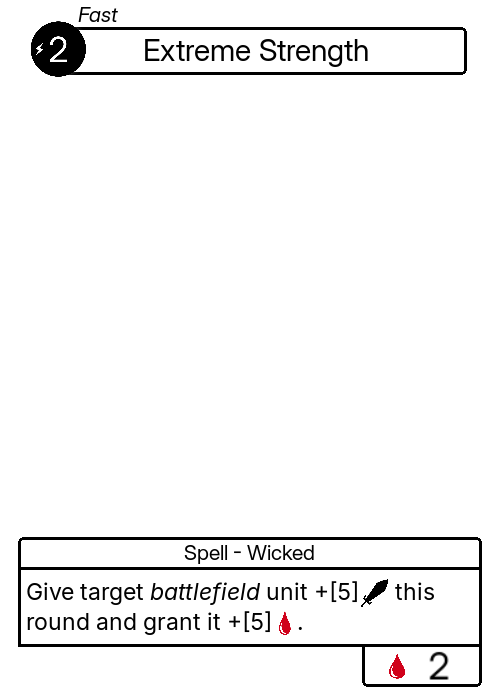 Fast
2 Extreme Strength
Spell - Wicked
Give target battlefield unit +[5] this
round and grant it +[5] .
2